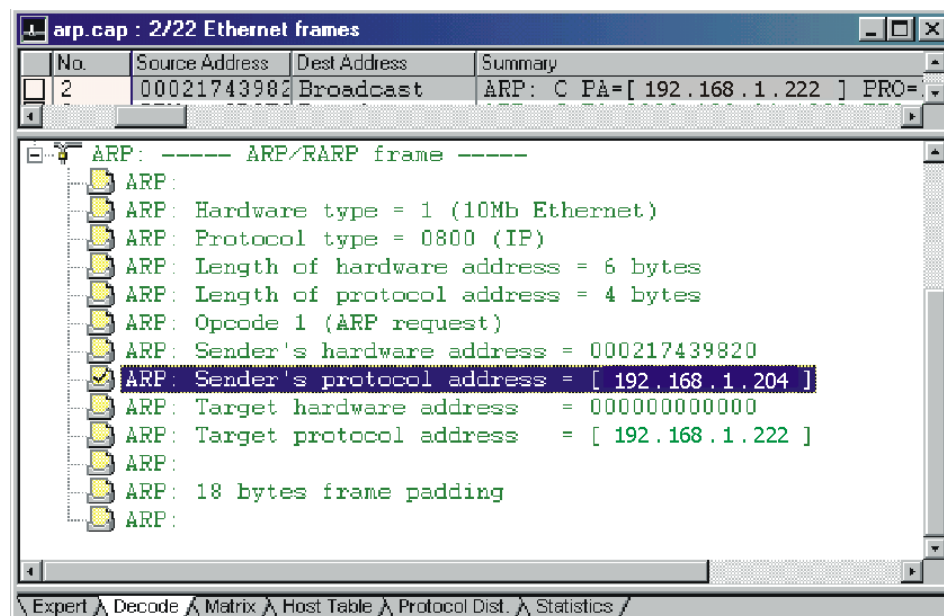 arp.cap : 2/22 Ethernet frames
No. Source Address Dest Address Summary
2 000217439820 Broadcast ARP: C PA=[ 192.168.1.222 ] PRO=
ARP: ----- ARP/RARP frame -----
ARP:
ARP: Hardware type = 1 (10Mb Ethernet)
ARP: Protocol type = 0800 (IP)
ARP: Length of hardware address = 6 bytes
ARP: Length of protocol address = 4 bytes
ARP: Opcode 1 (ARP request)
ARP: Sender's hardware address = 000217439820
ARP: Sender's protocol address = [ 192.168.1.204 ]
ARP: Target hardware address = 000000000000
ARP: Target protocol address = [ 192.168.1.222 ]
ARP:
ARP: 18 bytes frame padding
ARP:
Expert Decode Matrix Host Table Protocol Dist. Statistics